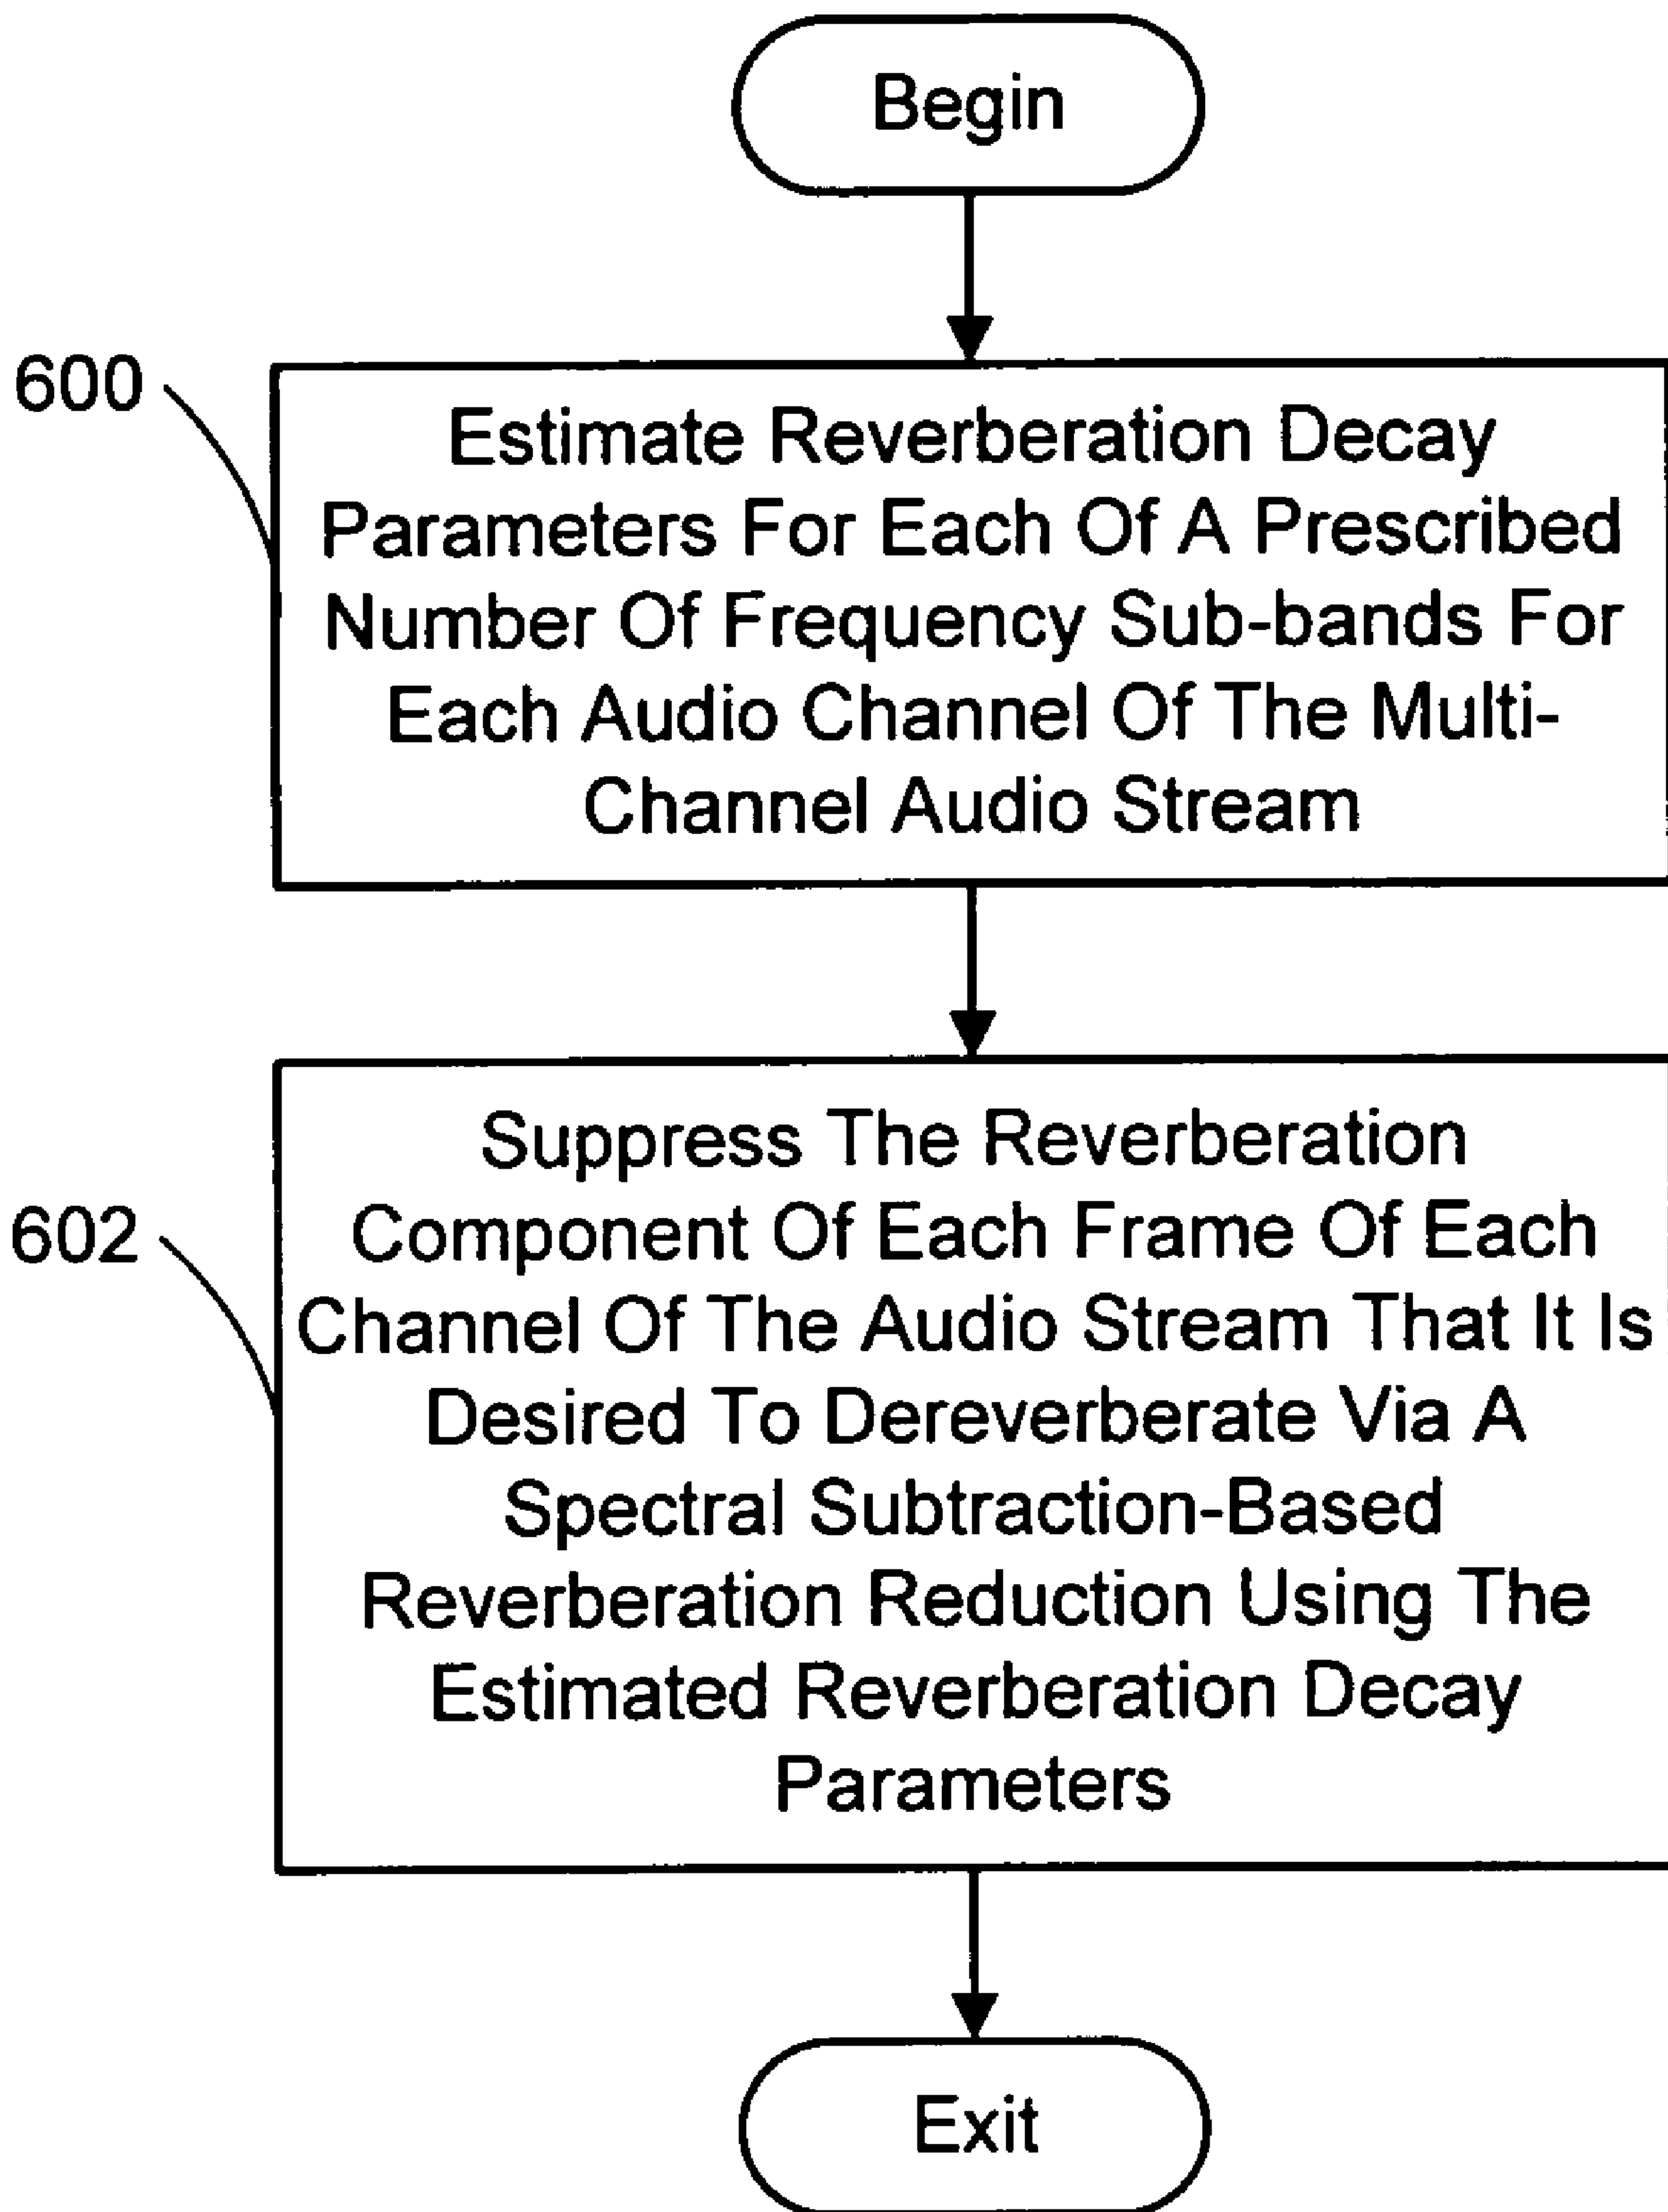 Begin
600
Estimate Reverberation Decay
Parameters For Each Of A Prescribed
Number Of Frequency Sub-bands For
Each Audio Channel Of The Multi-
Channel Audio Stream
602
Suppress The Reverberation
Component Of Each Frame Of Each
Channel Of The Audio Stream That It Is
Desired To Dereverberate Via A
Spectral Subtraction-Based
Reverberation Reduction Using The
Estimated Reverberation Decay
Parameters
Exit